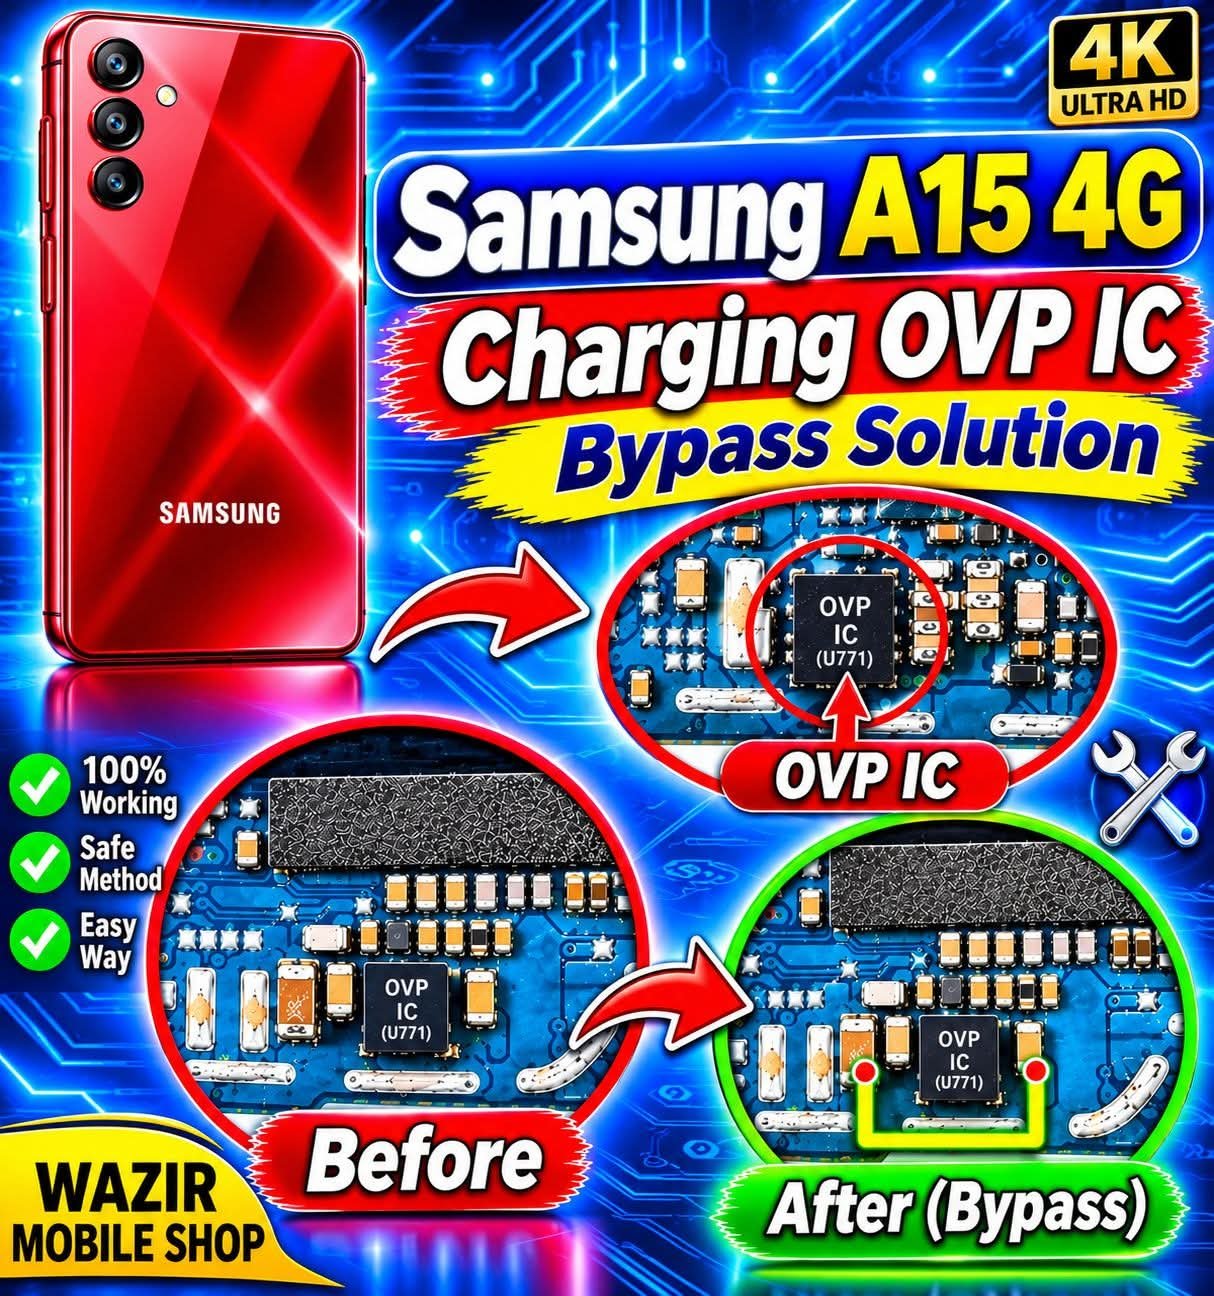 4K
ULTRA HD
Samsung A15 4G
Charging OVP IC
Bypass Solution
SAMSUNG
OVP
IC
(U771)
OVP IC
100%
Working
Safe
Method
Easy
Way
OVP
IC
(U771)
Before
OVP
IC
(U771)
After (Bypass)
WAZIR
MOBILE SHOP